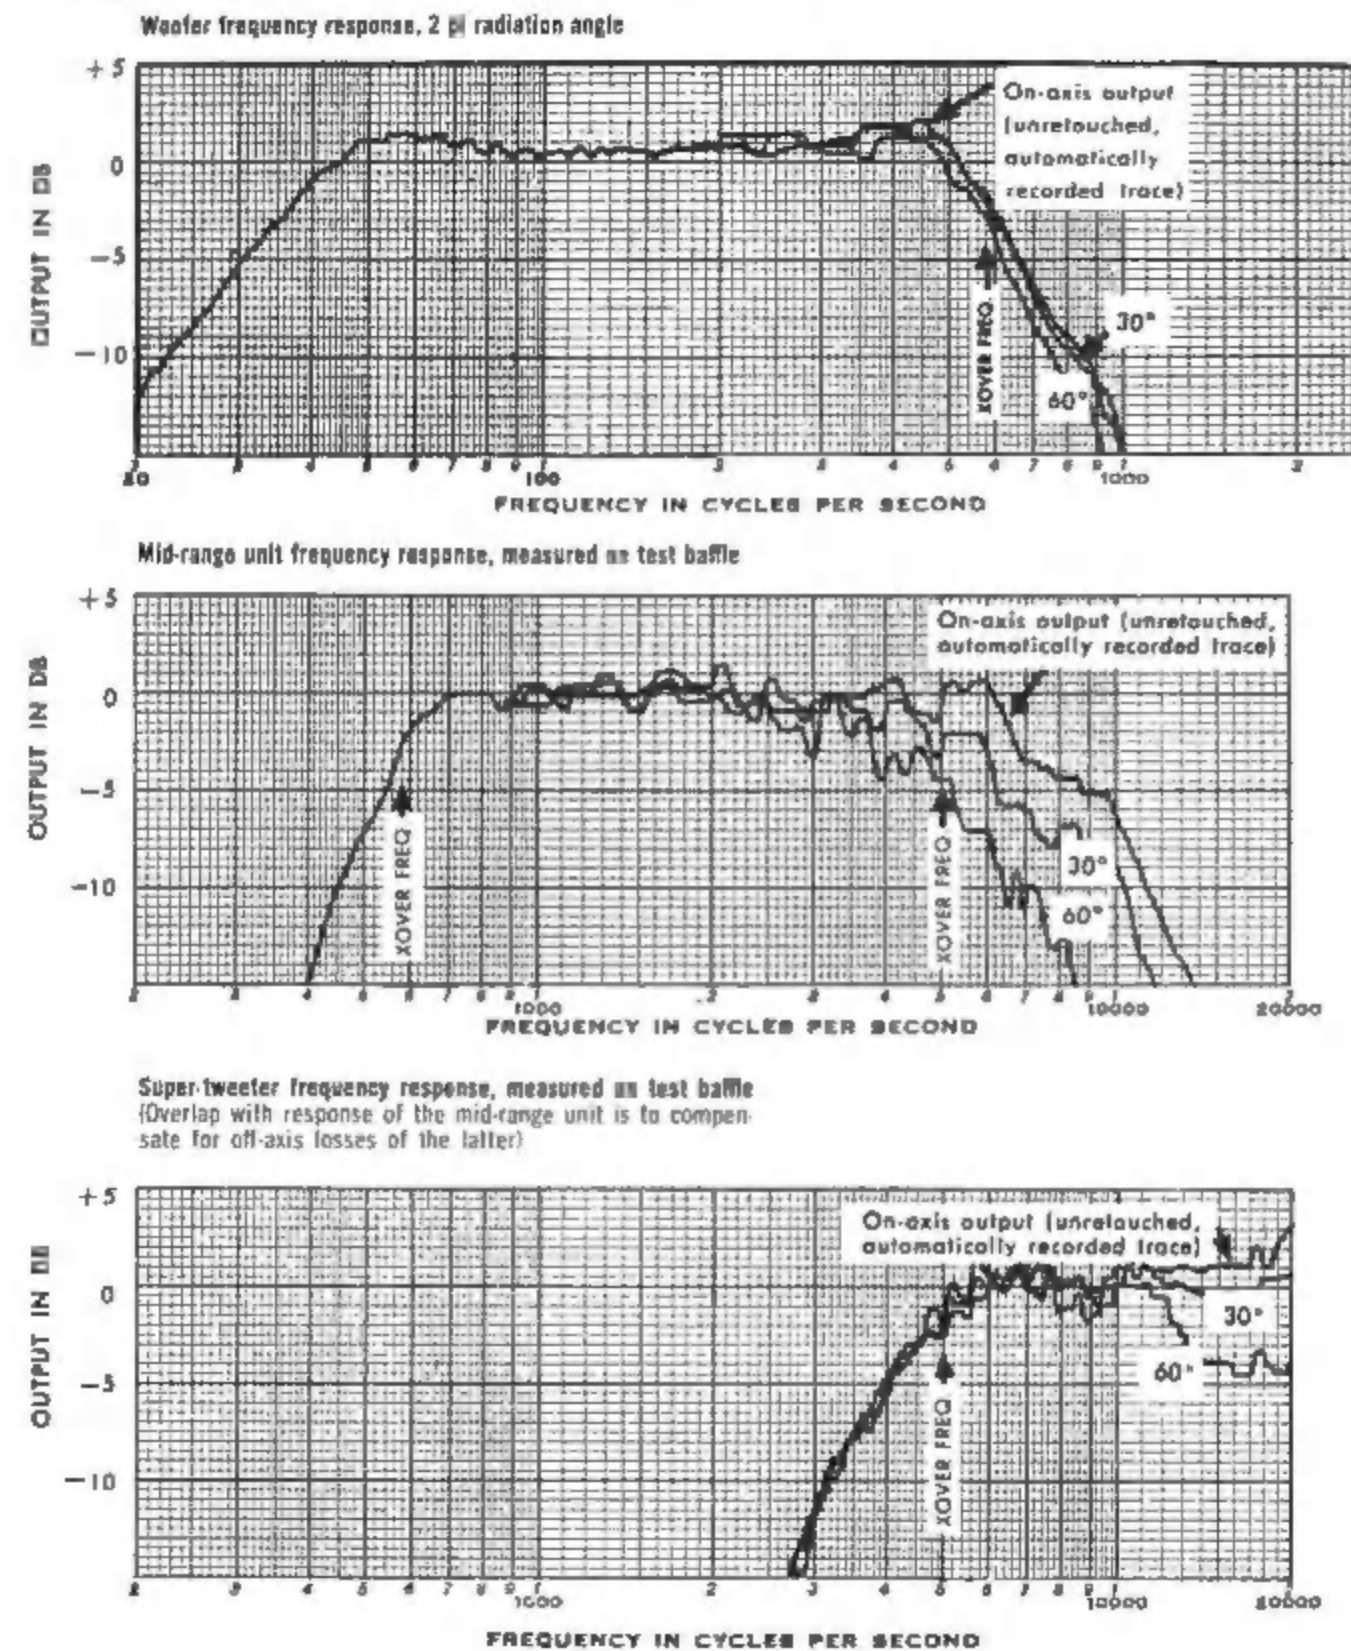 Woofer frequency response, 2 pi radiation angle
+5
On-axis output
(unretouched,
automatically
recorded trace)
0
OUTPUT IN DB
−5
XOVER FREQ.
30°
−10
60°
20 3 4 5 6 7 8 9 100 2 3 4 5 6 7 8 9 1000 2
FREQUENCY IN CYCLES PER SECOND
Mid-range unit frequency response, measured on test baffle
+5
On-axis output (unretouched,
automatically recorded trace)
0
OUTPUT IN DB
−5
XOVER FREQ
XOVER FREQ
30°
−10
60°
2 3 4 5 6 7 8 9 1000 2 3 4 5 6 7 8 9 10000 20000
FREQUENCY IN CYCLES PER SECOND
Super-tweeter frequency response, measured on test baffle
(Overlap with response of the mid-range unit is to compen-
sate for off-axis losses of the latter)
+5
On-axis output (unretouched,
automatically recorded trace)
0
OUTPUT IN DB
30°
60°
−5
XOVER FREQ
−10
2 3 4 5 6 7 8 9 1000 2 3 4 5 6 7 8 9 10000 20000
FREQUENCY IN CYCLES PER SECOND